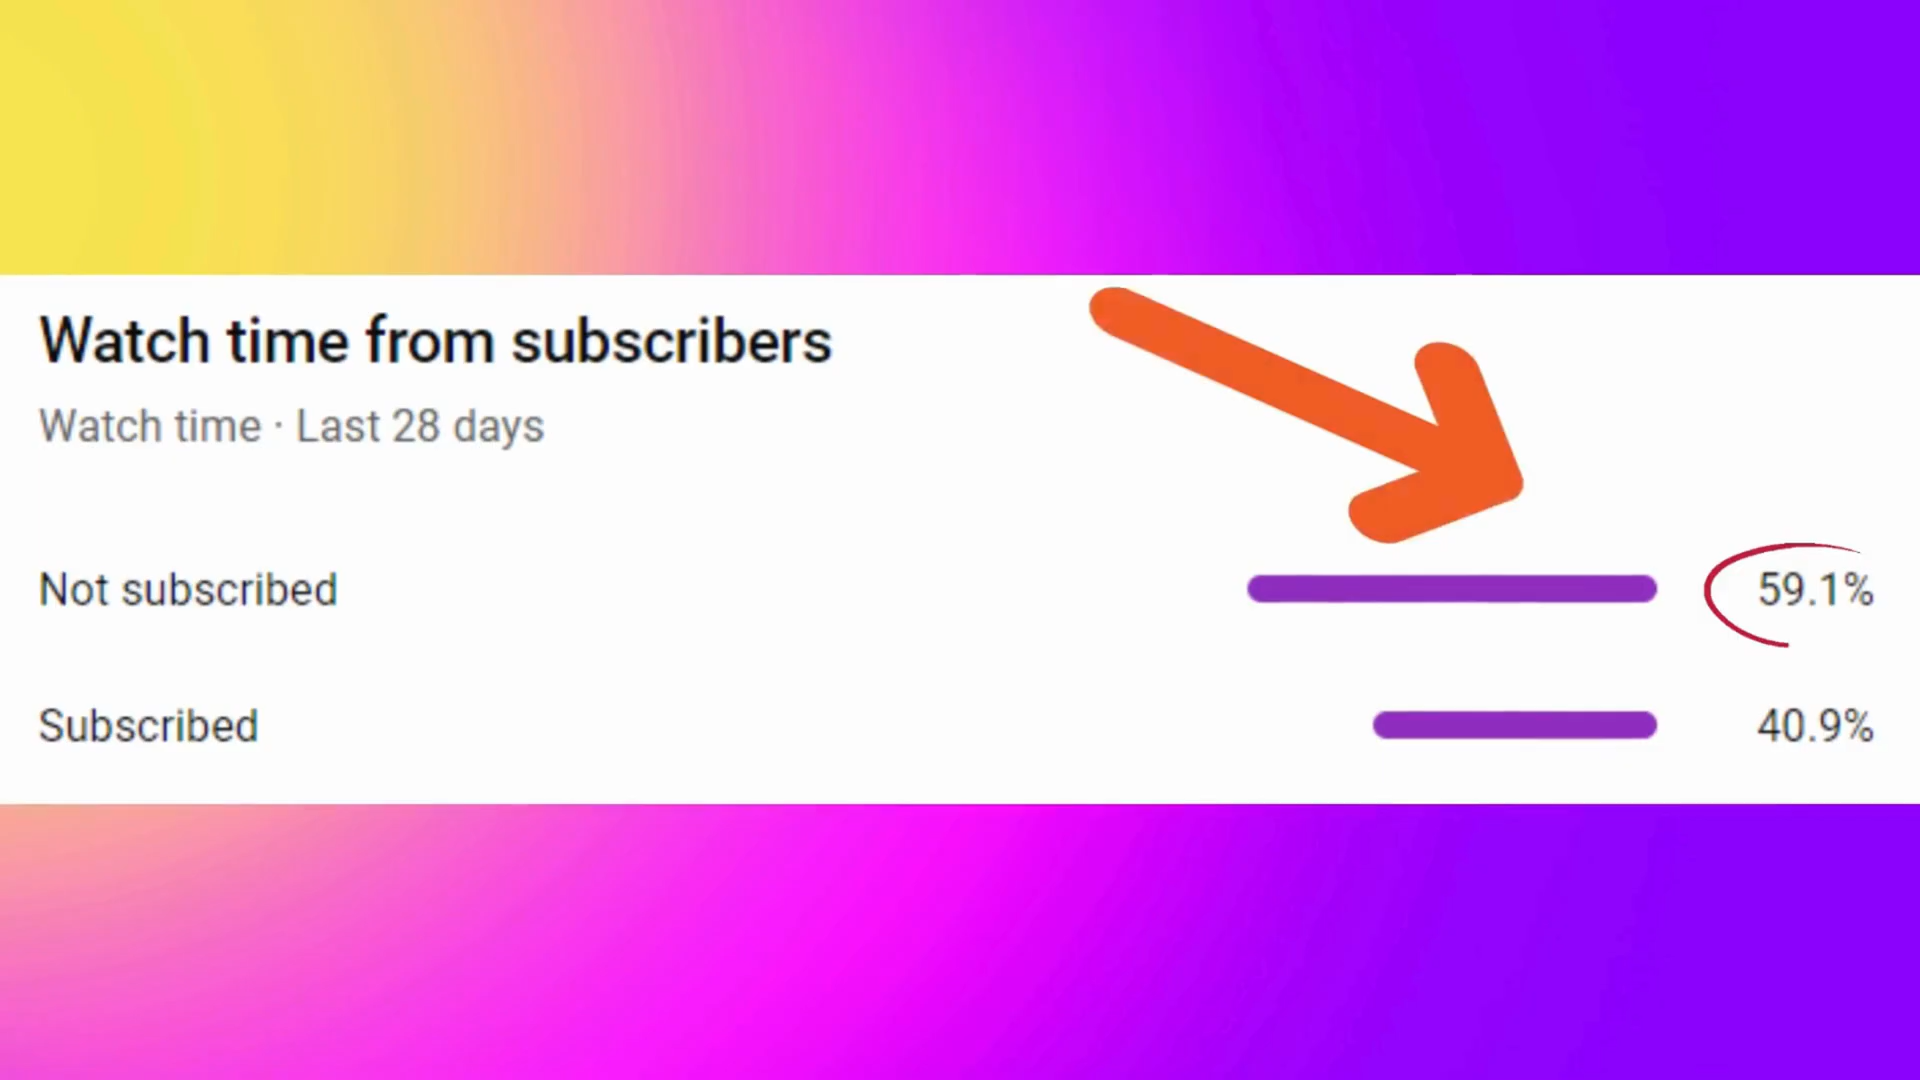 Watch time from subscribers
Watch time · Last 28 days
Not subscribed 59.1%
Subscribed 40.9%